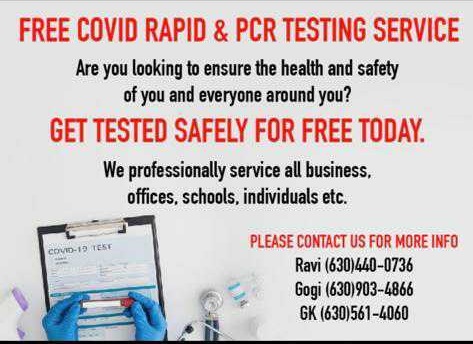 FREE COVID RAPID & PCR TESTING SERVICE
Are you looking to ensure the health and safety
of you and everyone around you?
GET TESTED SAFELY FOR FREE TODAY.
We professionally service all business,
offices, schools, individuals etc.
COVID-19 TEST
PLEASE CONTACT US FOR MORE INFO
Ravi (630)440-0736
Gogi (630)903-4866
GK (630)561-4060